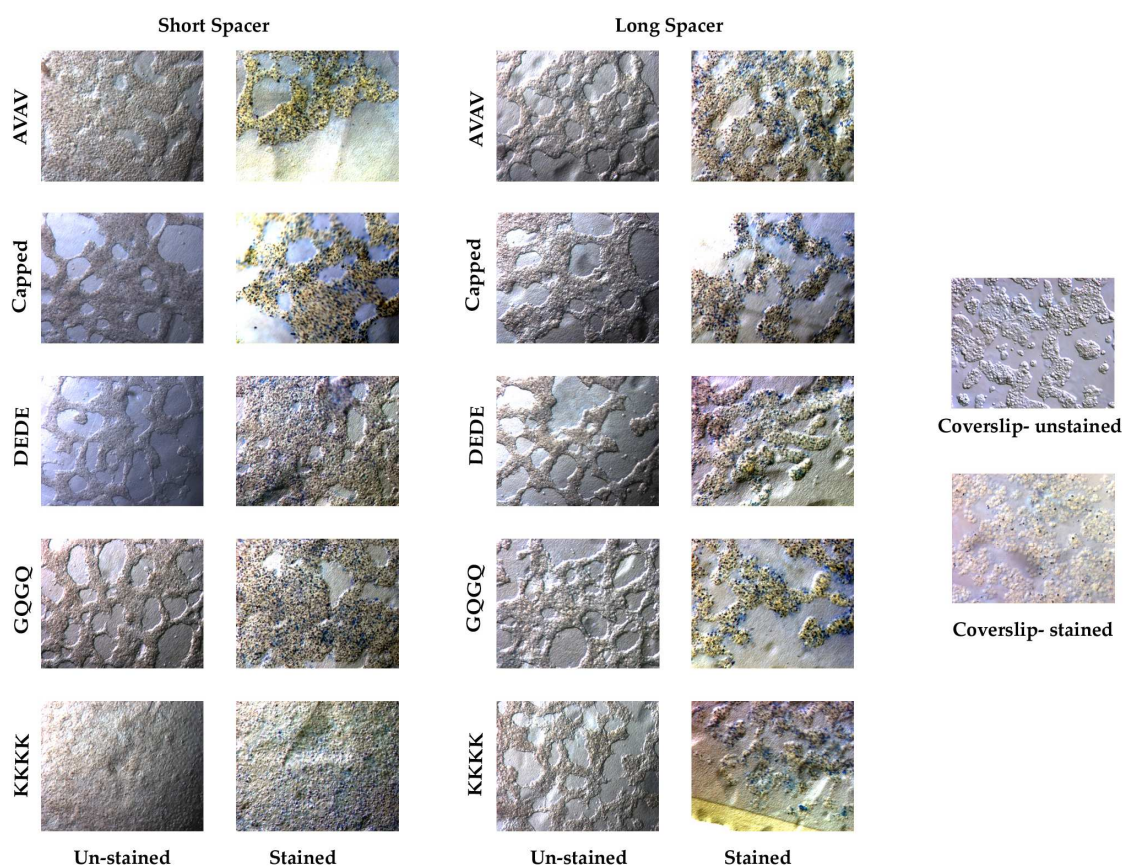 Short Spacer
Long Spacer
AVAV
AVAV
Capped
Capped
DEDE
DEDE
GQGQ
GQGQ
KKKK
KKKK
Un-stained
Stained
Un-stained
Stained
Coverslip- unstained
Coverslip- stained